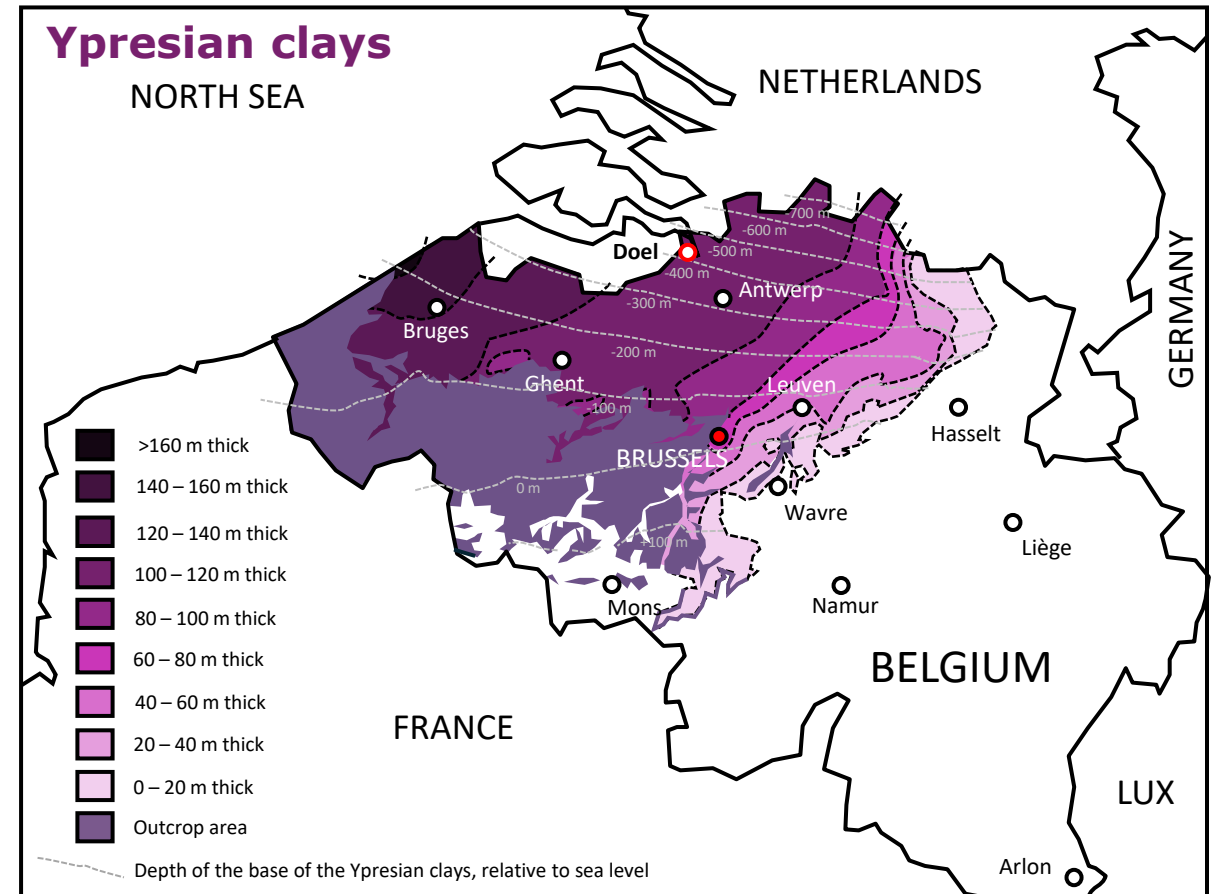 Ypresian clays
NORTH SEA
NETHERLANDS
GERMANY
-700 m
-600 m
-500 m
Doel
-400 m
Antwerp
-300 m
Bruges
-200 m
Ghent
Leuven
-100 m
Hasselt
BRUSSELS
0 m
Wavre
+100 m
Liège
Mons
Namur
BELGIUM
FRANCE
LUX
Arlon
>160 m thick
140 – 160 m thick
120 – 140 m thick
100 – 120 m thick
80 – 100 m thick
60 – 80 m thick
40 – 60 m thick
20 – 40 m thick
0 – 20 m thick
Outcrop area
Depth of the base of the Ypresian clays, relative to sea level